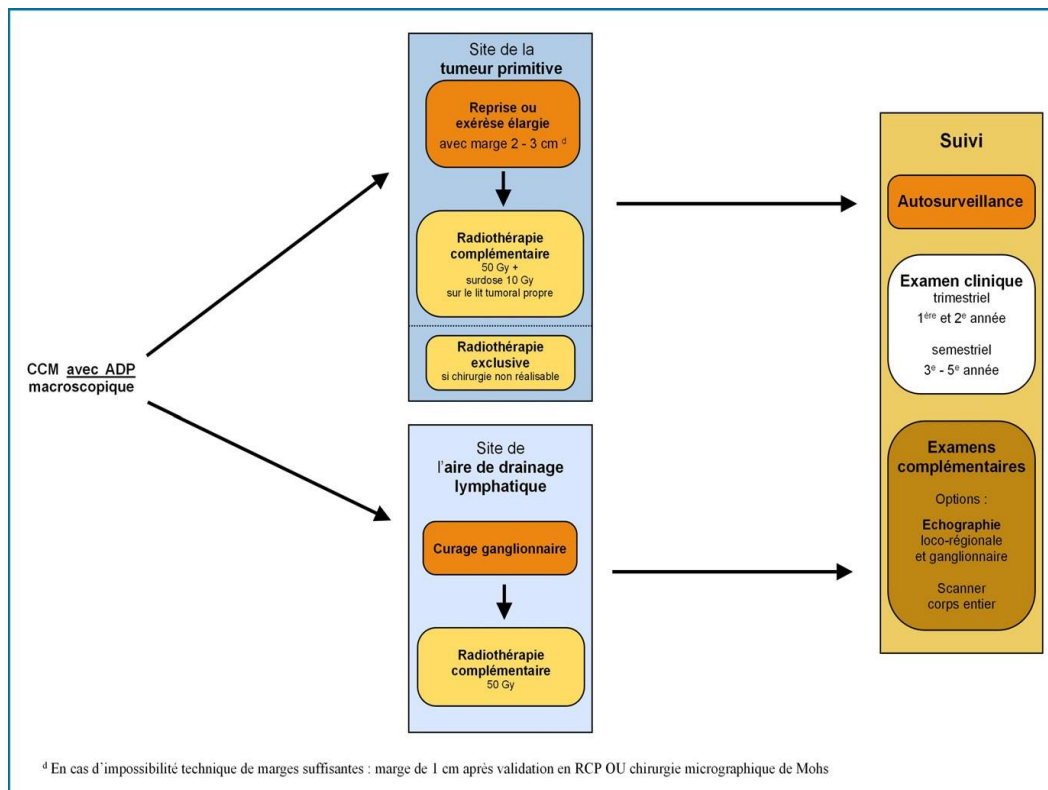 CCM avec ADP
macroscopique
Site de la
tumeur primitive
Reprise ou
exérèse élargie
avec marge 2 - 3 cm d
Radiothérapie
complémentaire
50 Gy +
surdose 10 Gy
sur le lit tumoral propre
Radiothérapie
exclusive
si chirurgie non réalisable
Site de
l'aire de drainage
lymphatique
Curage ganglionnaire
Radiothérapie
complémentaire
50 Gy
Suivi
Autosurveillance
Examen clinique
trimestriel
1ère et 2e année
semestriel
3e - 5e année
Examens
complémentaires
Options :
Echographie
loco-régionale
et ganglionnaire
Scanner
corps entier
d En cas d'impossibilité technique de marges suffisantes : marge de 1 cm après validation en RCP OU chirurgie micrographique de Mohs